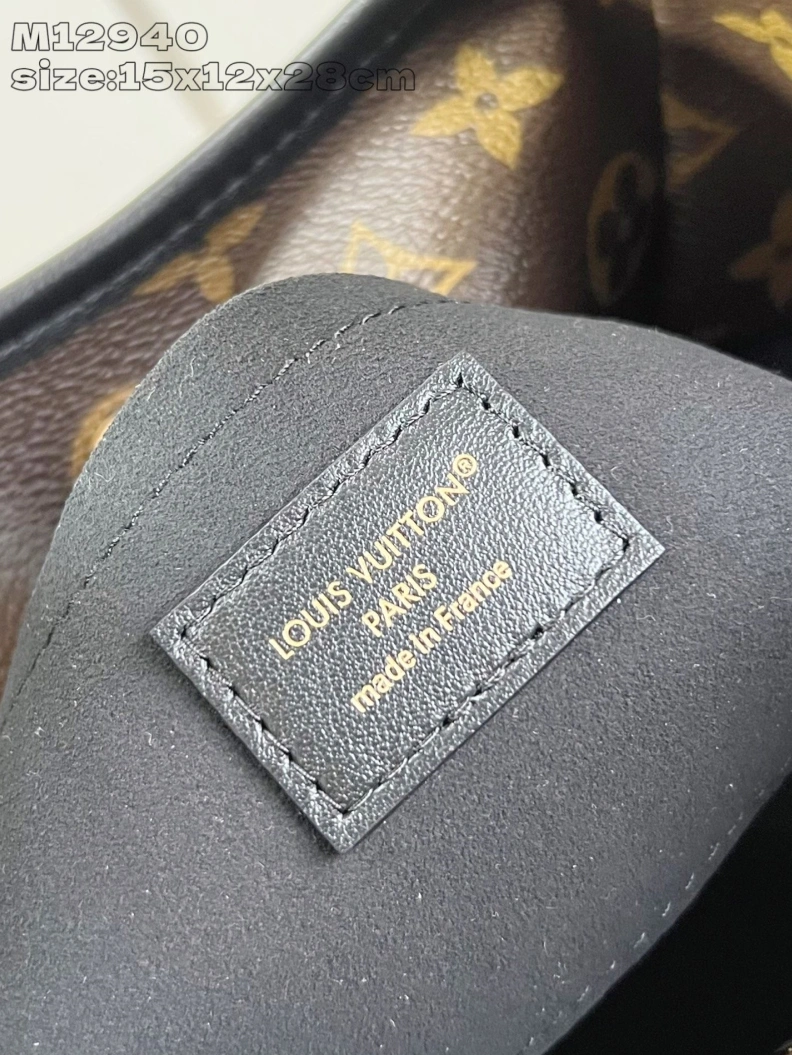 M12940
size:15x12x28cm
LOUIS VUITTON®
PARIS
made in France